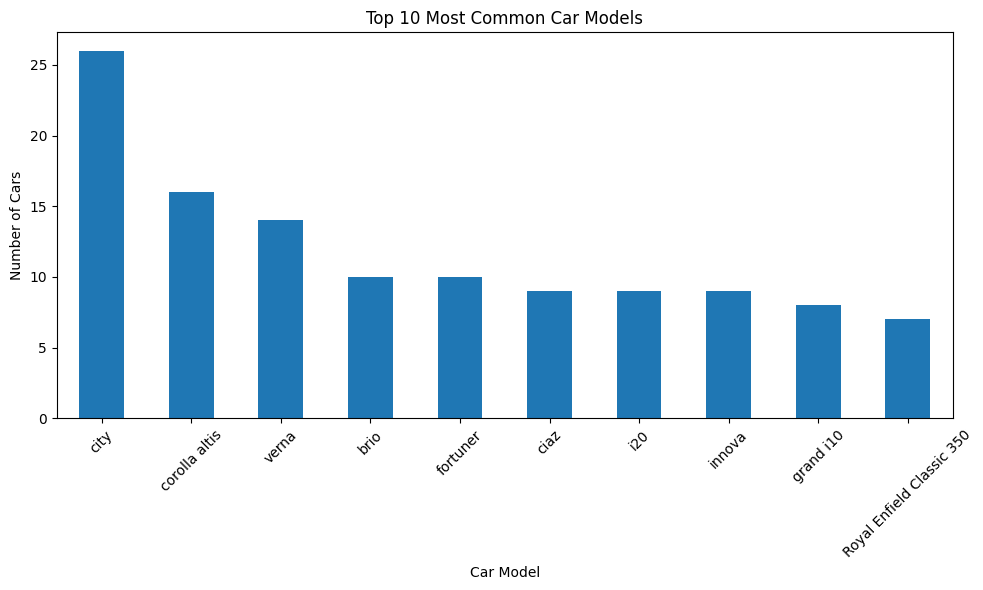 Top 10 Most Common Car Models
Number of Cars
25
20
15
10
5
0
city
corolla altis
verna
brio
fortuner
ciaz
i20
innova
grand i10
Royal Enfield Classic 350
Car Model